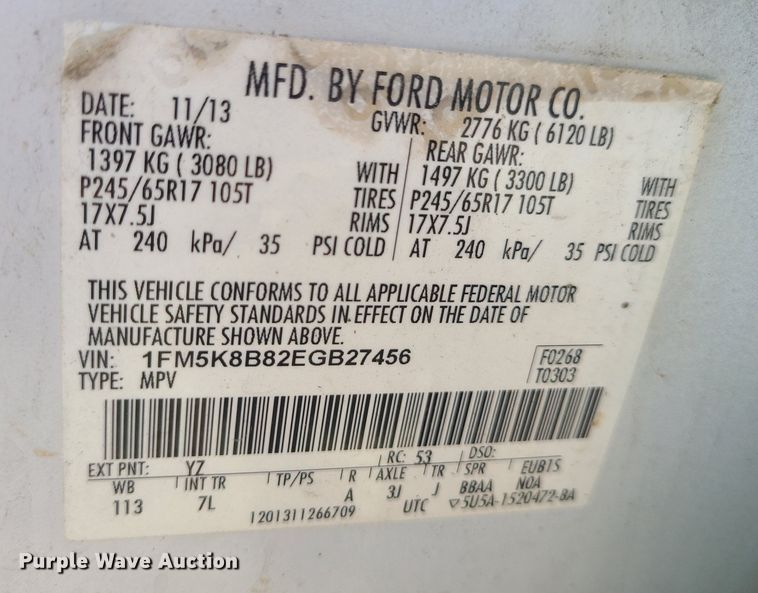 MFD. BY FORD MOTOR CO.
DATE: 11/13 GVWR: 2776 KG ( 6120 LB)
FRONT GAWR: REAR GAWR:
1397 KG ( 3080 LB) WITH 1497 KG ( 3300 LB) WITH
P245/65R17 105T TIRES P245/65R17 105T TIRES
17X7.5J RIMS 17X7.5J RIMS
AT 240 kPa/ 35 PSI COLD AT 240 kPa/ 35 PSI COLD
THIS VEHICLE CONFORMS TO ALL APPLICABLE FEDERAL MOTOR
VEHICLE SAFETY STANDARDS IN EFFECT ON THE DATE OF
MANUFACTURE SHOWN ABOVE.
VIN: 1FM5K8B82EGB27456 F0268
TYPE: MPV T0303
EXT PNT: YZ RC: 53 DSO:
WB INT TR TP/PS R AXLE TR SPR EUBTS
113 7L A 3J J BBAA NOA
1201311266709 UTC ▽5U5A-1520472-BA
Purple Wave Auction